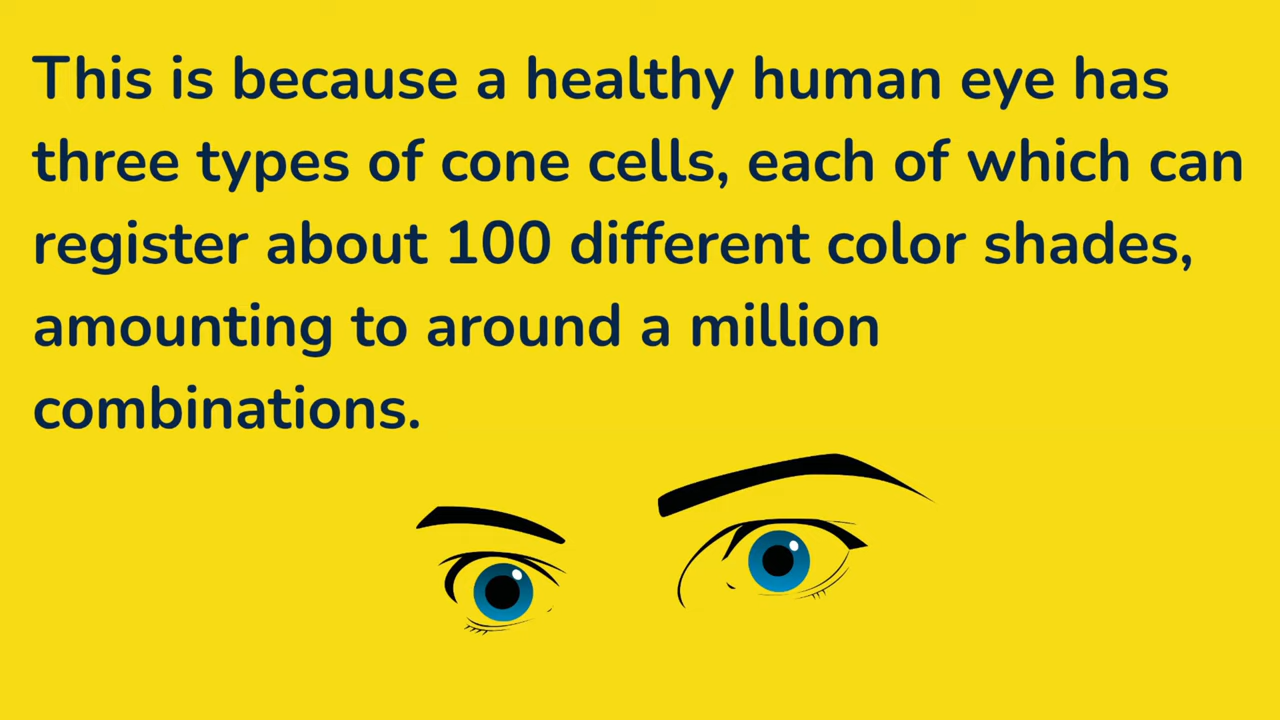 This is because a healthy human eye has
three types of cone cells, each of which can
register about 100 different color shades,
amounting to around a million
combinations.